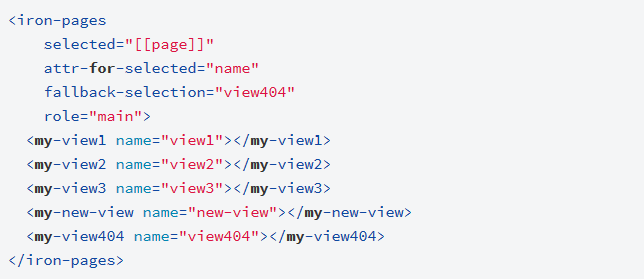 <iron-pages
    selected="[[page]]"
    attr-for-selected="name"
    fallback-selection="view404"
    role="main">
  <my-view1 name="view1"></my-view1>
  <my-view2 name="view2"></my-view2>
  <my-view3 name="view3"></my-view3>
  <my-new-view name="new-view"></my-new-view>
  <my-view404 name="view404"></my-view404>
</iron-pages>